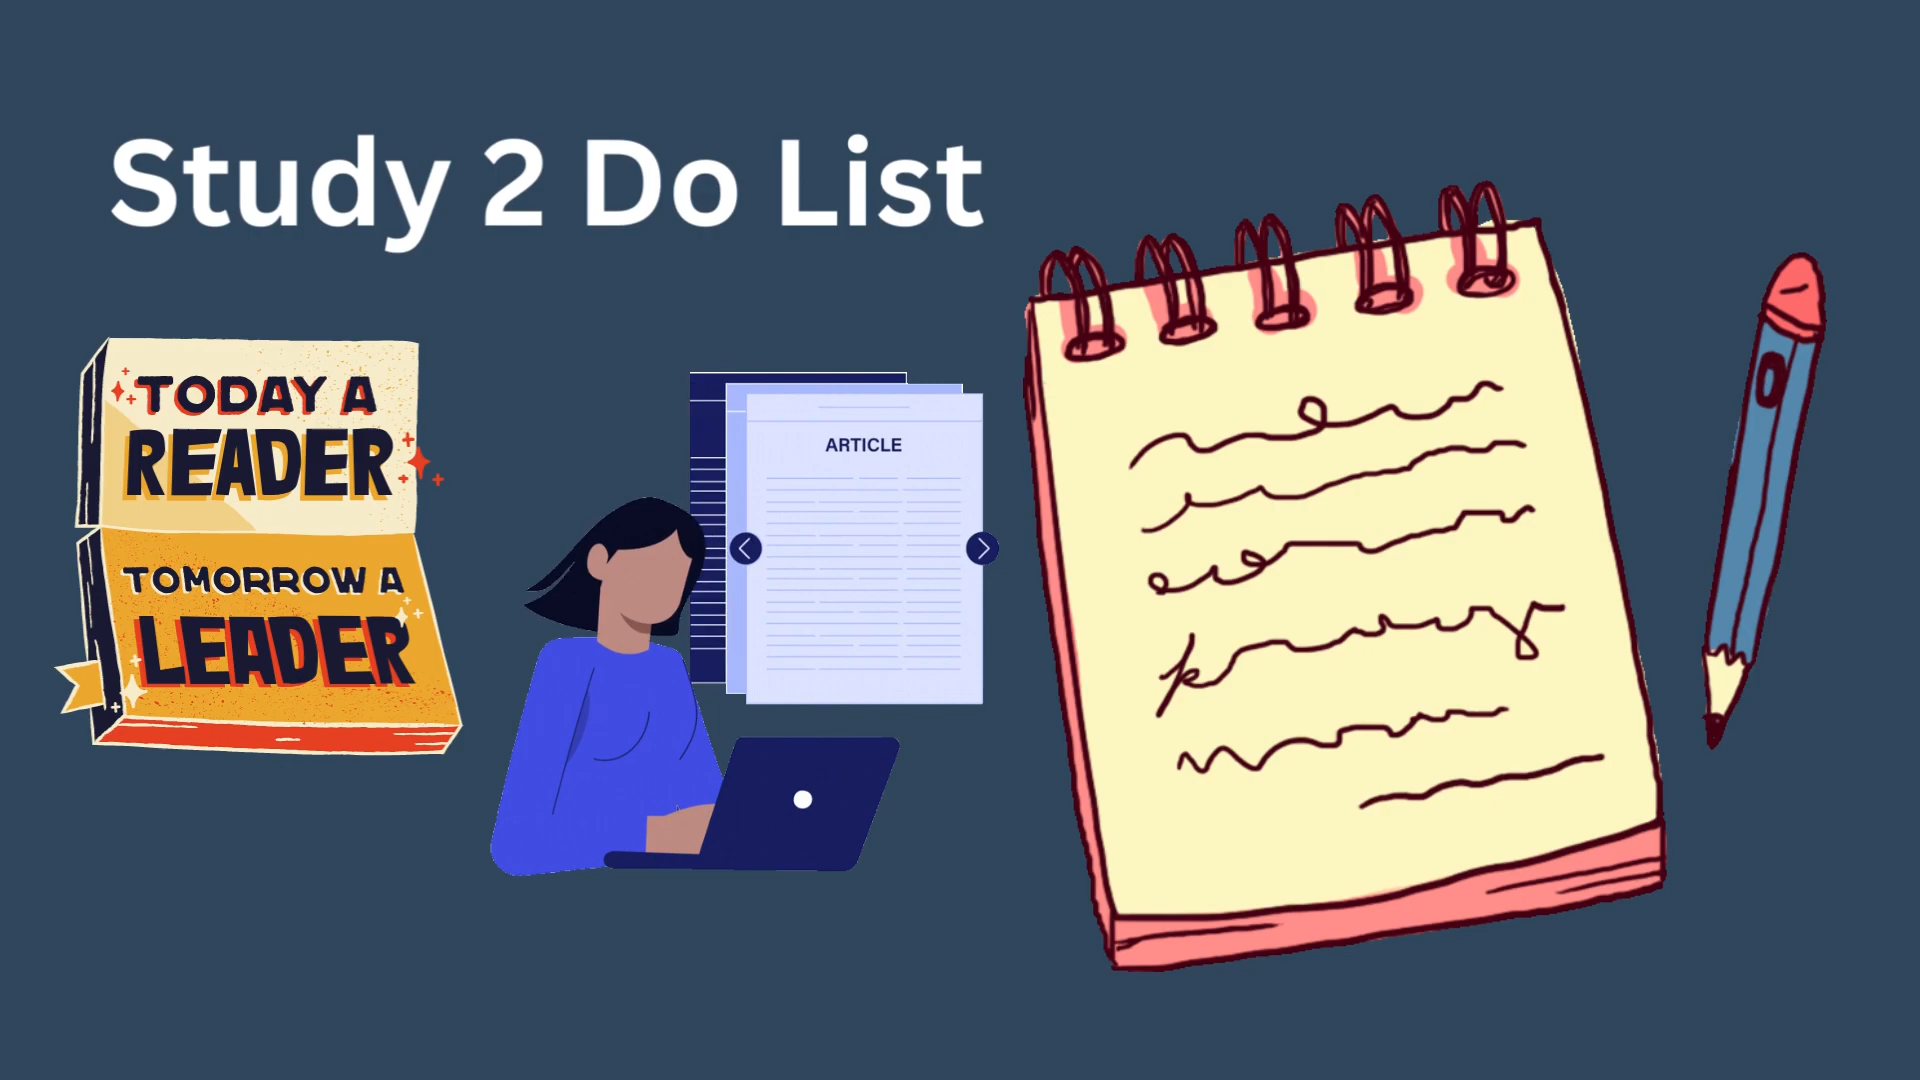 Study 2 Do List
TODAY A
READER
TOMORROW A
LEADER
ARTICLE